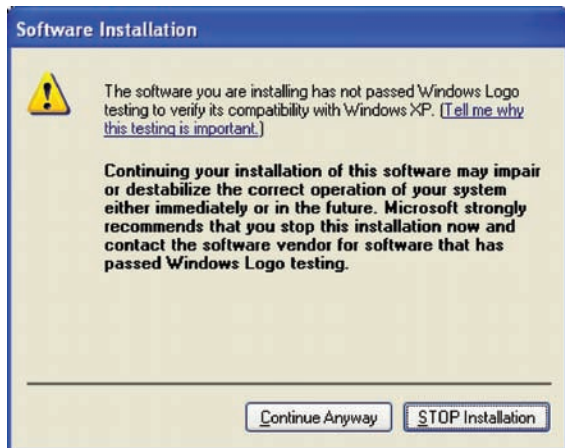 Software Installation
The software you are installing has not passed Windows Logo
testing to verify its compatibility with Windows XP. (Tell me why
this testing is important.)
Continuing your installation of this software may impair
or destabilize the correct operation of your system
either immediately or in the future. Microsoft strongly
recommends that you stop this installation now and
contact the software vendor for software that has
passed Windows Logo testing.
Continue Anyway
STOP Installation